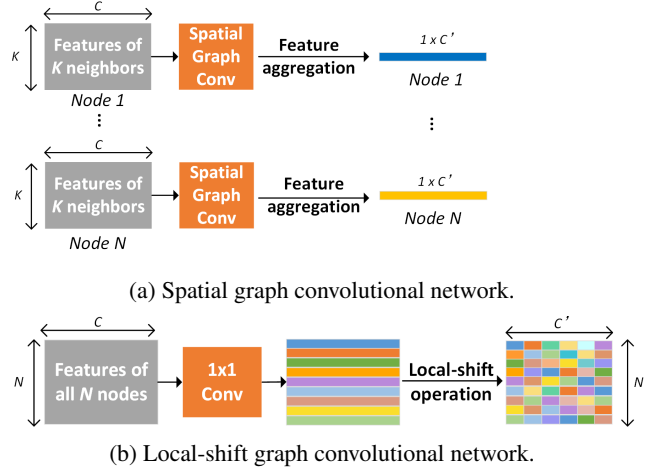 C
K
Features of
K neighbors
Spatial
Graph
Conv
Feature
aggregation
1 x C'
Node 1
Node 1
...
...
C
K
Features of
K neighbors
Spatial
Graph
Conv
Feature
aggregation
1 x C'
Node N
Node N
(a) Spatial graph convolutional network.
C
N
Features of
all N nodes
1x1
Conv
Local-shift
operation
C'
N
(b) Local-shift graph convolutional network.